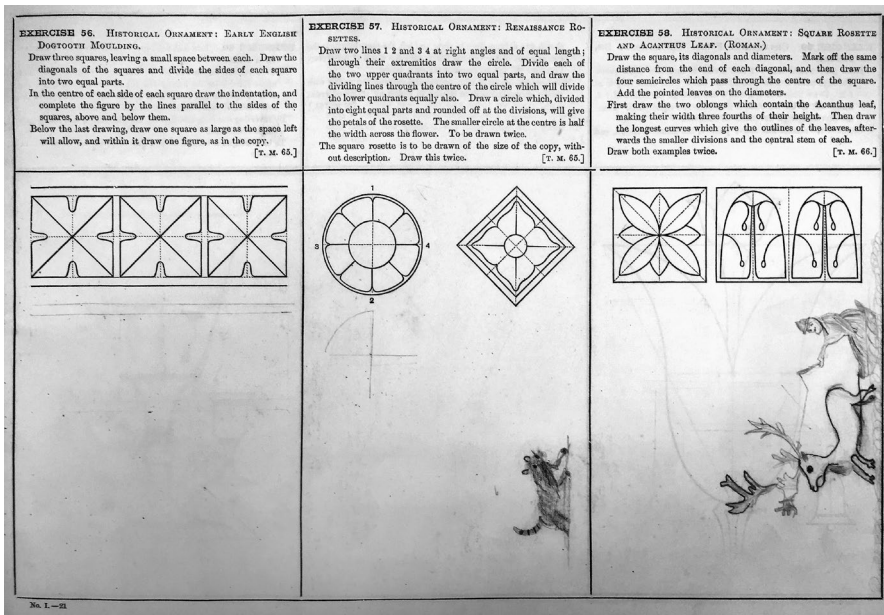 EXERCISE 56. HISTORICAL ORNAMENT: EARLY ENGLISH
DOGTOOTH MOULDING.
Draw three squares, leaving a small space between each. Draw the
diagonals of the squares and divide the sides of each square
into two equal parts.
In the centre of each side of each square draw the indentation, and
complete the figure by the lines parallel to the sides of the
squares, above and below them.
Below the last drawing, draw one square as large as the space left
will allow, and within it draw one figure, as in the copy.
[T. M. 65.]
EXERCISE 57. HISTORICAL ORNAMENT: RENAISSANCE RO-
SETTES.
Draw two lines 1 2 and 3 4 at right angles and of equal length;
through their extremities draw the circle. Divide each of
the two upper quadrants into two equal parts, and draw the
dividing lines through the centre of the circle which will divide
the lower quadrants equally also. Draw a circle which, divided
into eight equal parts and rounded off at the divisions, will give
the petals of the rosette. The smaller circle at the centre is half
the width across the flower. To be drawn twice.
The square rosette is to be drawn of the size of the copy, with-
out description. Draw this twice. [T. M. 65.]
EXERCISE 58. HISTORICAL ORNAMENT: SQUARE ROSETTE
AND ACANTHUS LEAF. (ROMAN.)
Draw the square, its diagonals and diameters. Mark off the same
distance from the end of each diagonal, and then draw the
four semicircles which pass through the centre of the square.
Add the pointed leaves on the diameters.
First draw the two oblongs which contain the Acanthus leaf,
making their width three fourths of their height. Then draw
the longest curves which give the outlines of the leaves, after-
wards the smaller divisions and the central stem of each.
Draw both examples twice. [T. M. 66.]
1
3
4
2
No. I.—21